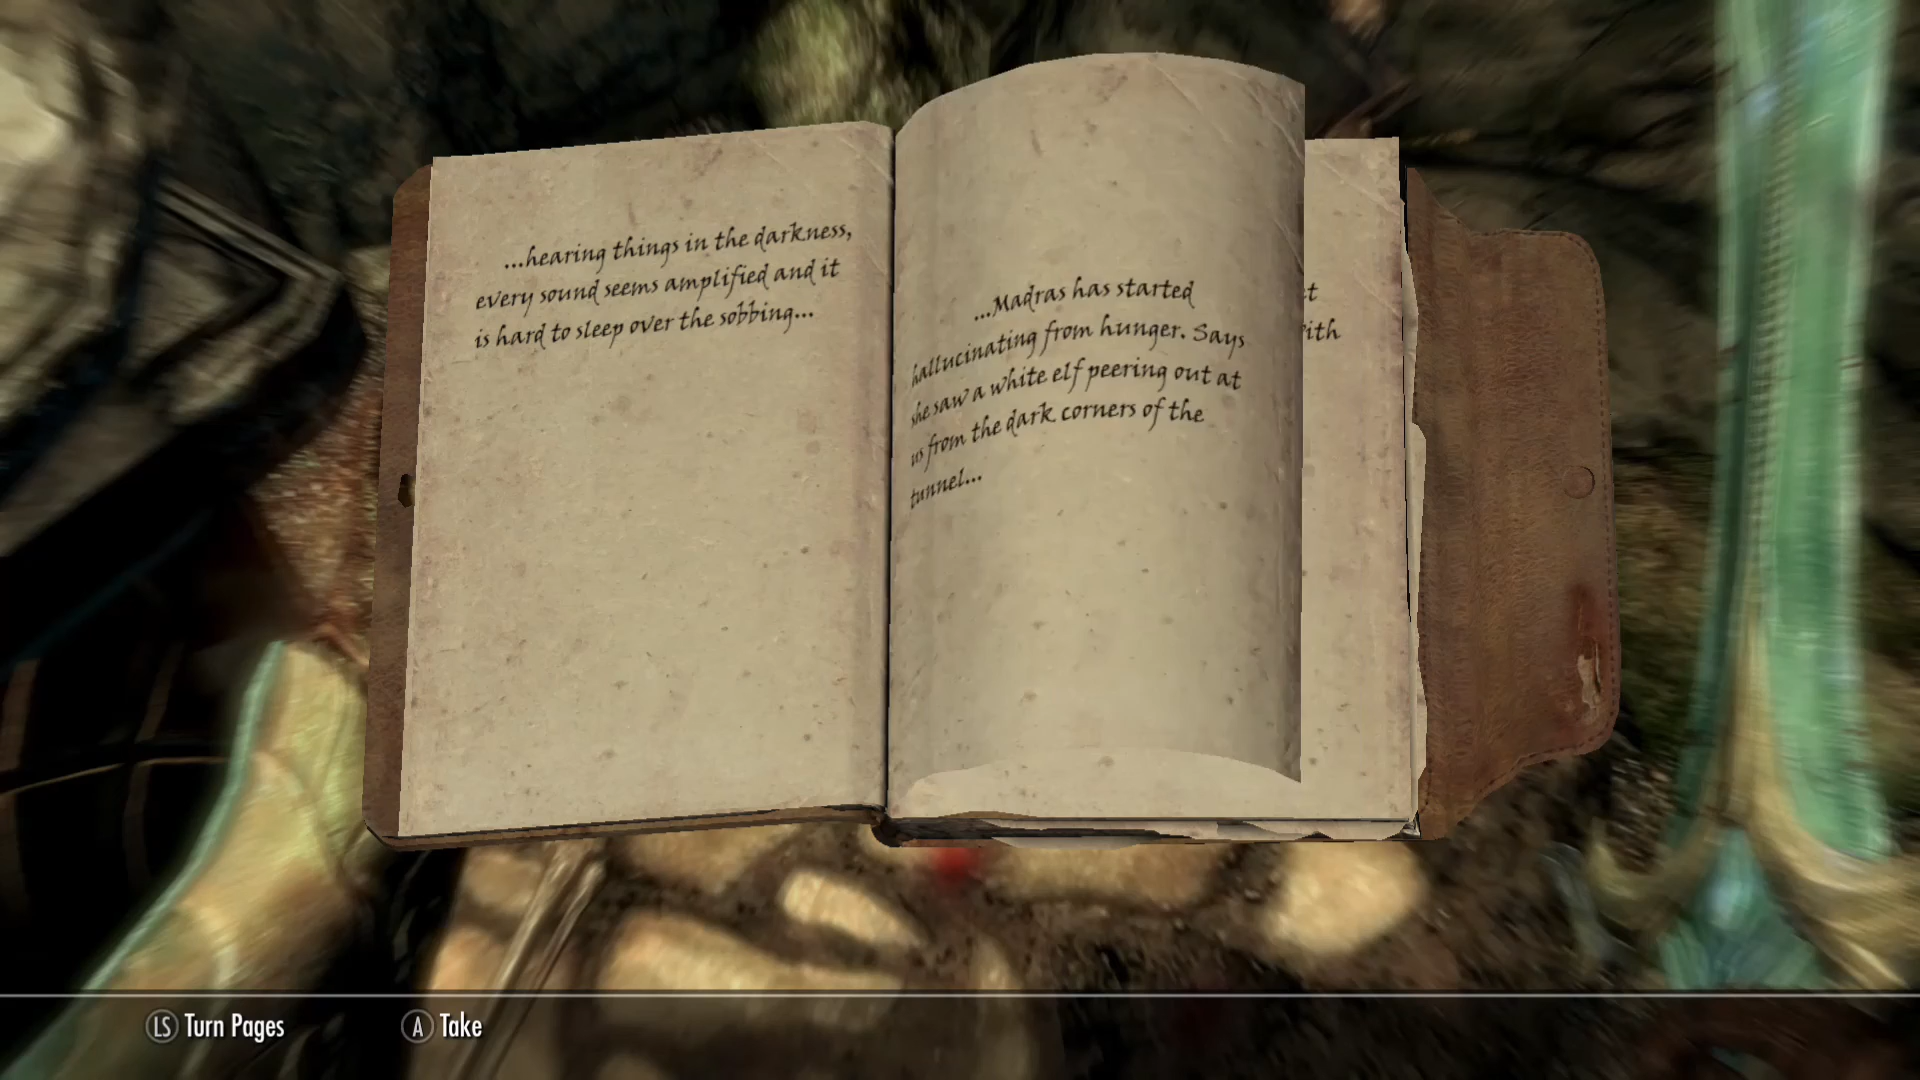 ...hearing things in the darkness,
every sound seems amplified and it
is hard to sleep over the sobbing...
...Madras has started
hallucinating from hunger. Says
she saw a white elf peering out at
us from the dark corners of the
tunnel...
LS Turn Pages
A Take